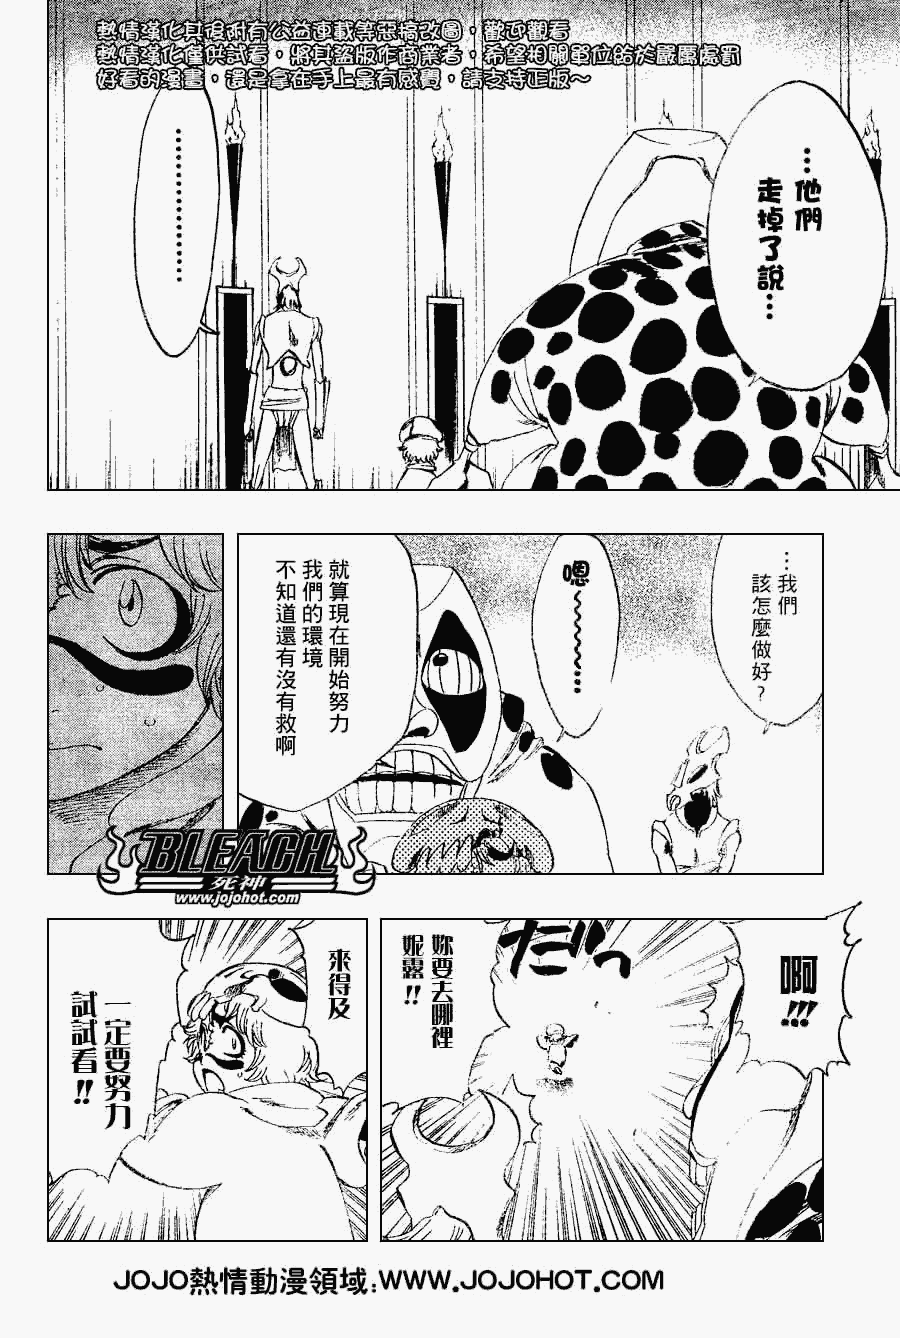 熱情漢化其後附有公益連載等惡搞改圖，歡迎觀看
熱情漢化僅供試看，將其盜版作商業者，希望相關單位給於嚴厲處罰
好看的漫畫，還是拿在手上最有感覺，請支持正版～
…他們
走掉了說…
……………
…我們
該怎麼做好?
嗯～～～……
就算現在開始努力
我們的環境
不知道還有沒有救啊
BLEACH
死神
www.jojohot.com
啊!!!
だっ
妳要去哪裡
妮露!!
來得及
一定要努力
試試看!!
JOJO熱情動漫領域:WWW.JOJOHOT.COM